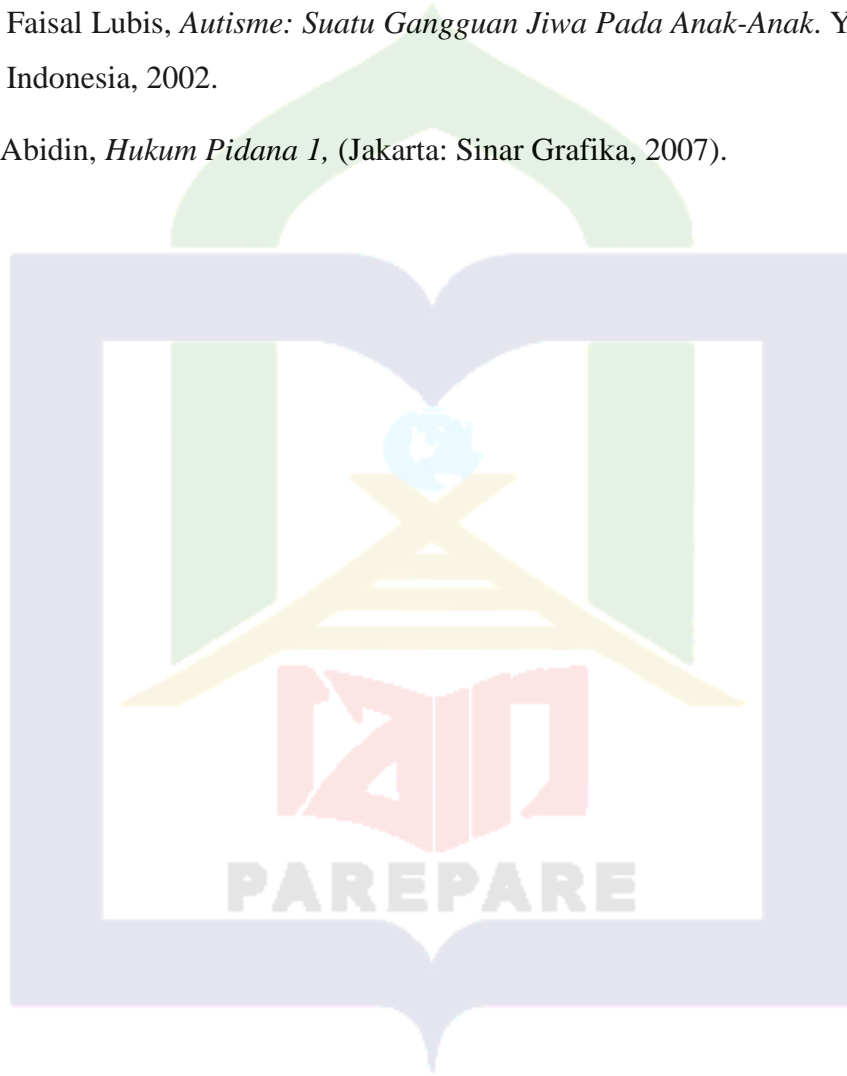 Faisal Lubis, Autisme: Suatu Gangguan Jiwa Pada Anak-Anak. Y
Indonesia, 2002.
Abidin, Hukum Pidana 1, (Jakarta: Sinar Grafika, 2007).
iain
PAREPARE